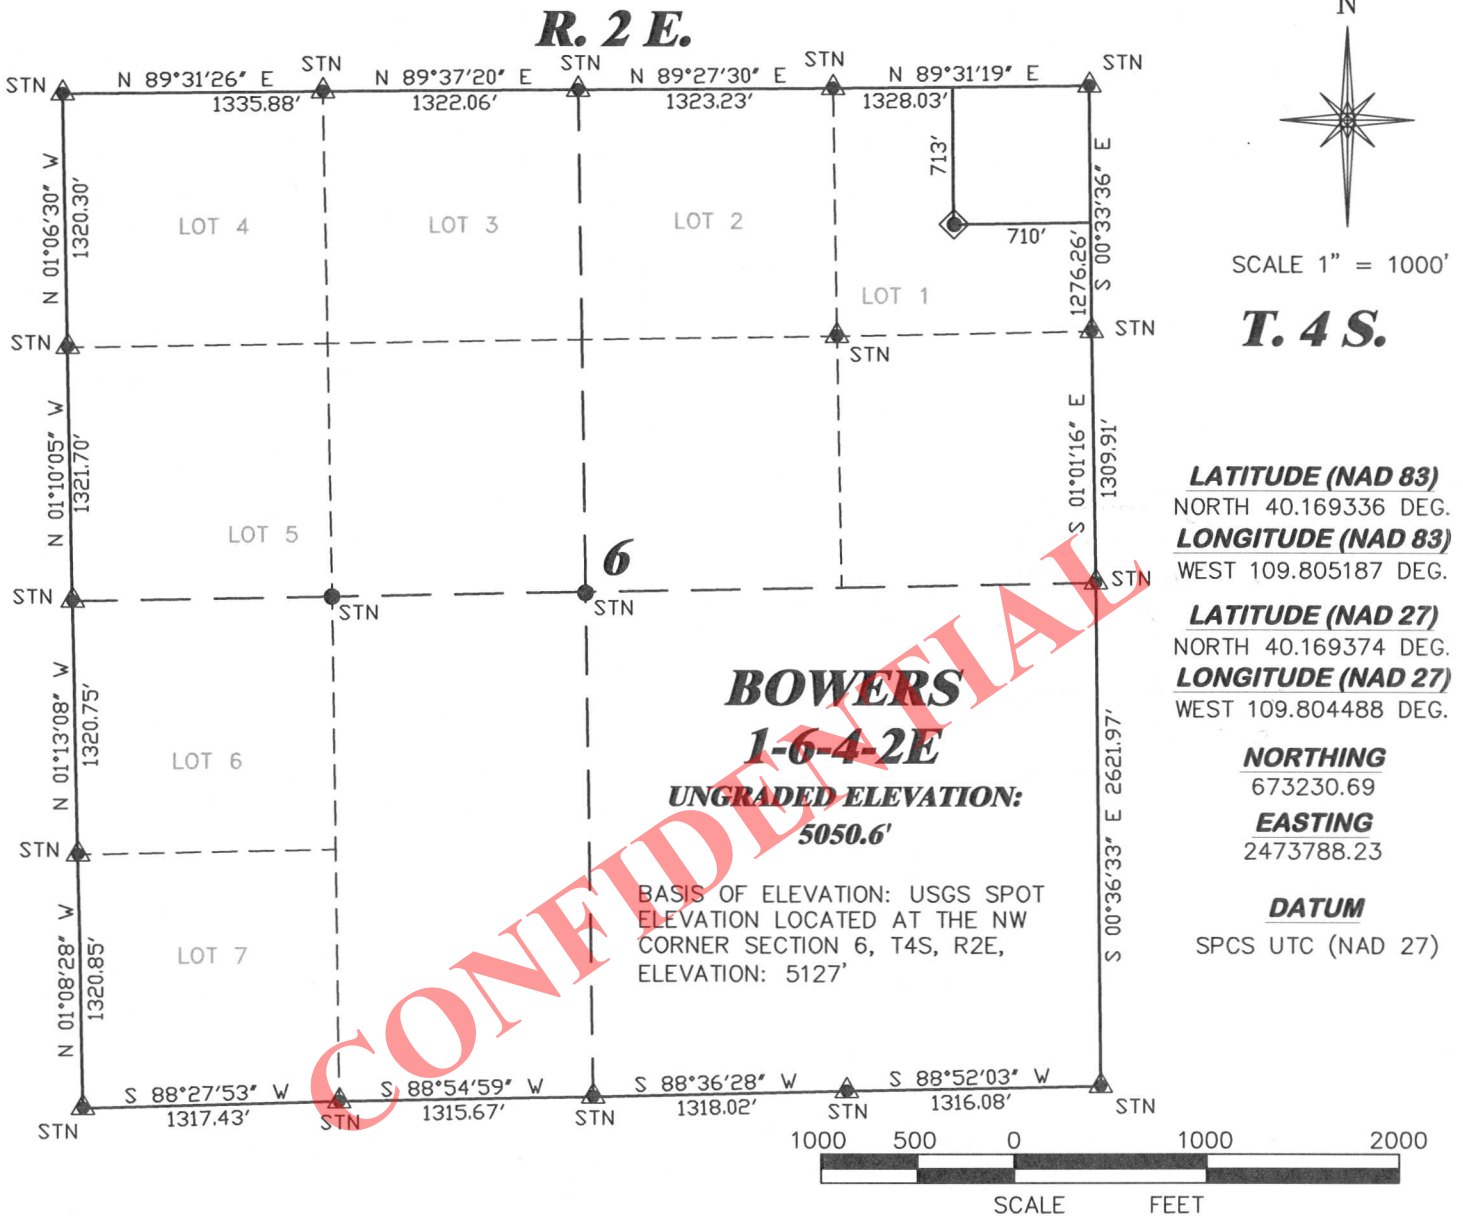 R. 2 E.
N
STN
N 89°31'26" E
1335.88'
STN
N 89°37'20" E
1322.06'
STN
N 89°27'30" E
1323.23'
STN
N 89°31'19" E
1328.03'
STN
N 01°06'30" W
1320.30'
LOT 4
LOT 3
LOT 2
LOT 1
713'
710'
S 00°33'36" E
1276.26'
SCALE 1" = 1000'
T. 4 S.
STN
STN
STN
N 01°10'05" W
1321.70'
LOT 5
6
S 01°01'16" E
1309.91'
STN
STN
STN
STN
LATITUDE (NAD 83)
NORTH 40.169336 DEG.
LONGITUDE (NAD 83)
WEST 109.805187 DEG.
LATITUDE (NAD 27)
NORTH 40.169374 DEG.
LONGITUDE (NAD 27)
WEST 109.804488 DEG.
NORTHING
673230.69
EASTING
2473788.23
DATUM
SPCS UTC (NAD 27)
N 01°13'08" W
1320.75'
LOT 6
BOWERS
1-6-4-2E
UNGRADED ELEVATION:
5050.6'
BASIS OF ELEVATION: USGS SPOT
ELEVATION LOCATED AT THE NW
CORNER SECTION 6, T4S, R2E,
ELEVATION: 5127'
S 00°36'33" E 2621.97'
CONFIDENTIAL
STN
N 01°08'28" W
1320.85'
LOT 7
S 88°27'53" W
1317.43'
S 88°54'59" W
1315.67'
S 88°36'28" W
1318.02'
S 88°52'03" W
1316.08'
STN
STN
STN
STN
STN
1000 500 0 1000 2000
SCALE FEET